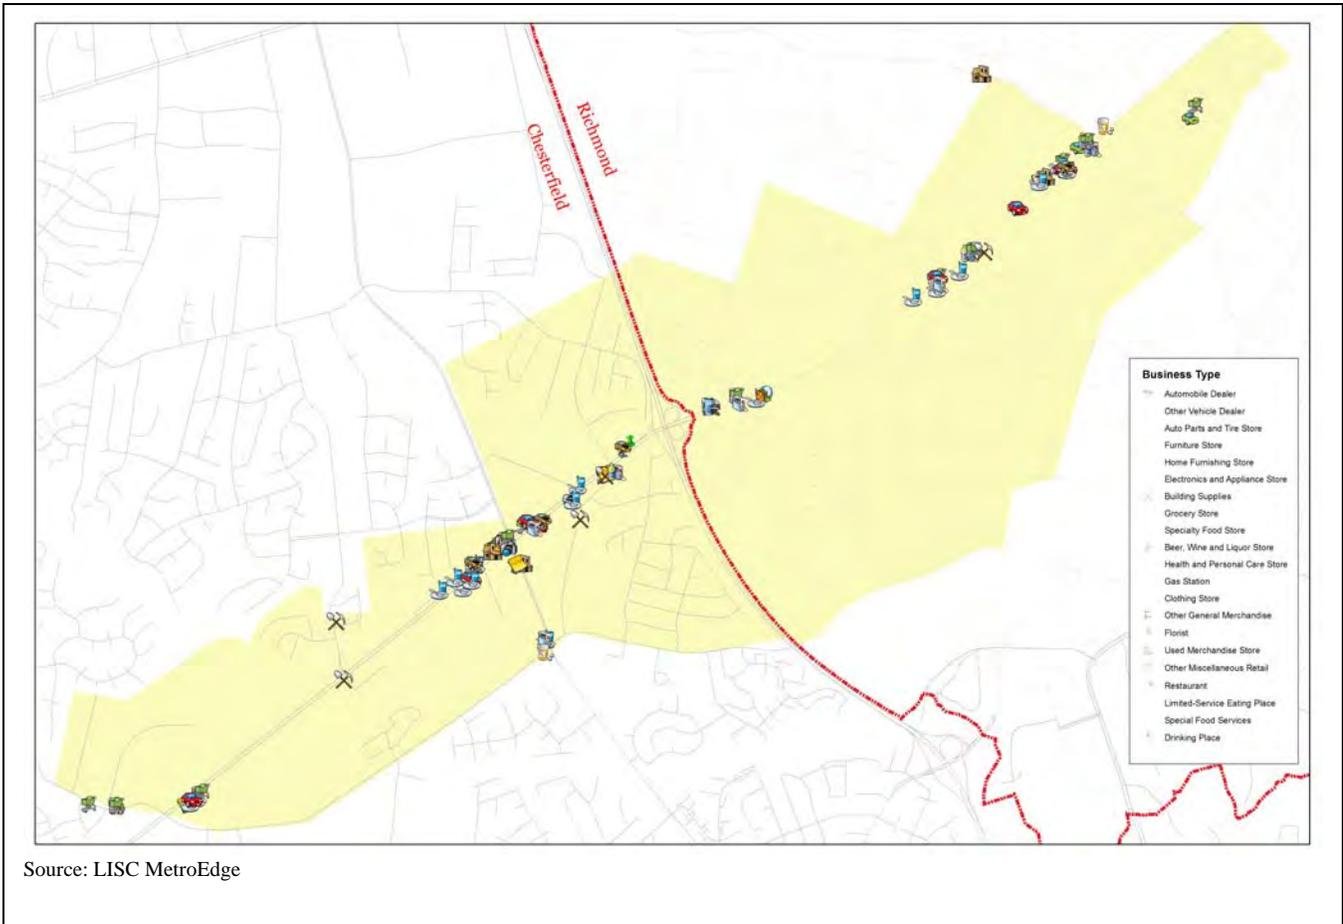 Richmond
Chesterfield
Business Type
Automobile Dealer
Other Vehicle Dealer
Auto Parts and Tire Store
Furniture Store
Home Furnishing Store
Electronics and Appliance Store
Building Supplies
Grocery Store
Specialty Food Store
Beer, Wine and Liquor Store
Health and Personal Care Store
Gas Station
Clothing Store
Other General Merchandise
Florist
Used Merchandise Store
Other Miscellaneous Retail
Restaurant
Limited-Service Eating Place
Special Food Services
Drinking Place
Source: LISC MetroEdge